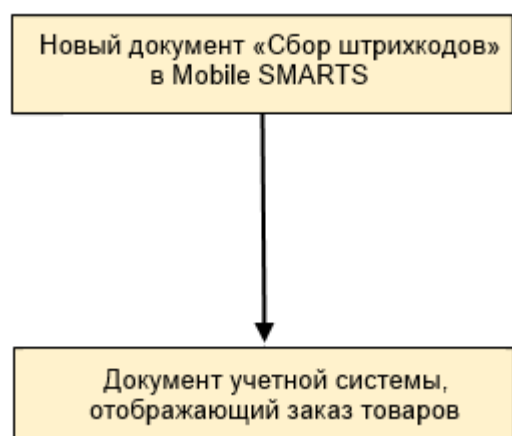 Новый документ «Сбор штрихкодов»
в Mobile SMARTS
Документ учетной системы,
отображающий заказ товаров